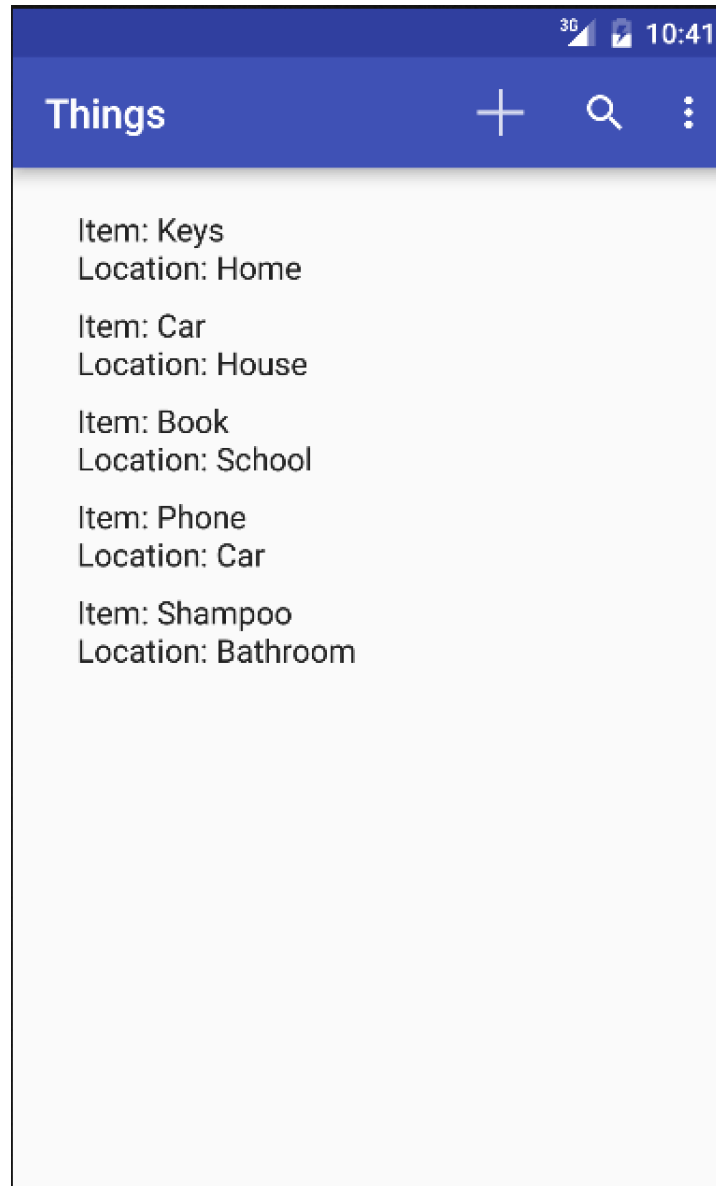 3G 10:41
Things
Item: Keys
Location: Home
Item: Car
Location: House
Item: Book
Location: School
Item: Phone
Location: Car
Item: Shampoo
Location: Bathroom